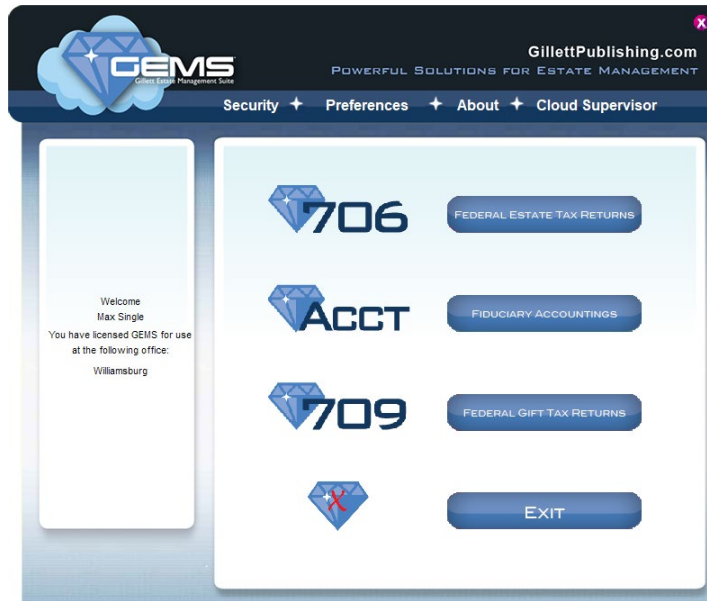 X
GEMS
Gillett Estate Management Suite
GillettPublishing.com
POWERFUL SOLUTIONS FOR ESTATE MANAGEMENT
Security Preferences About Cloud Supervisor
Welcome
Max Single
You have licensed GEMS for use
at the following office:
Williamsburg
706
FEDERAL ESTATE TAX RETURNS
ACCT
FIDUCIARY ACCOUNTINGS
709
FEDERAL GIFT TAX RETURNS
X
EXIT